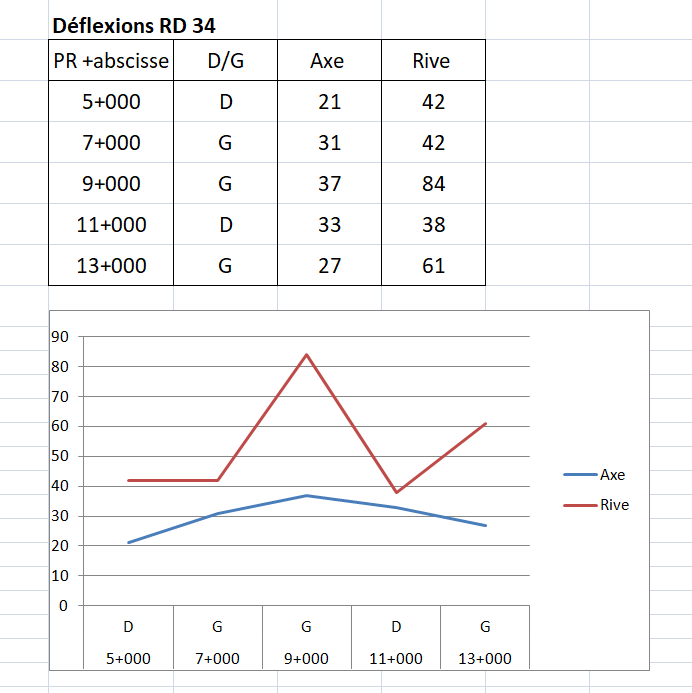 Déflexions RD 34
PR +abscisse D/G Axe Rive
5+000 D 21 42
7+000 G 31 42
9+000 G 37 84
11+000 D 33 38
13+000 G 27 61
90
80
70
60
50
40
30
20
10
0
Axe
Rive
D G G D G
5+000 7+000 9+000 11+000 13+000